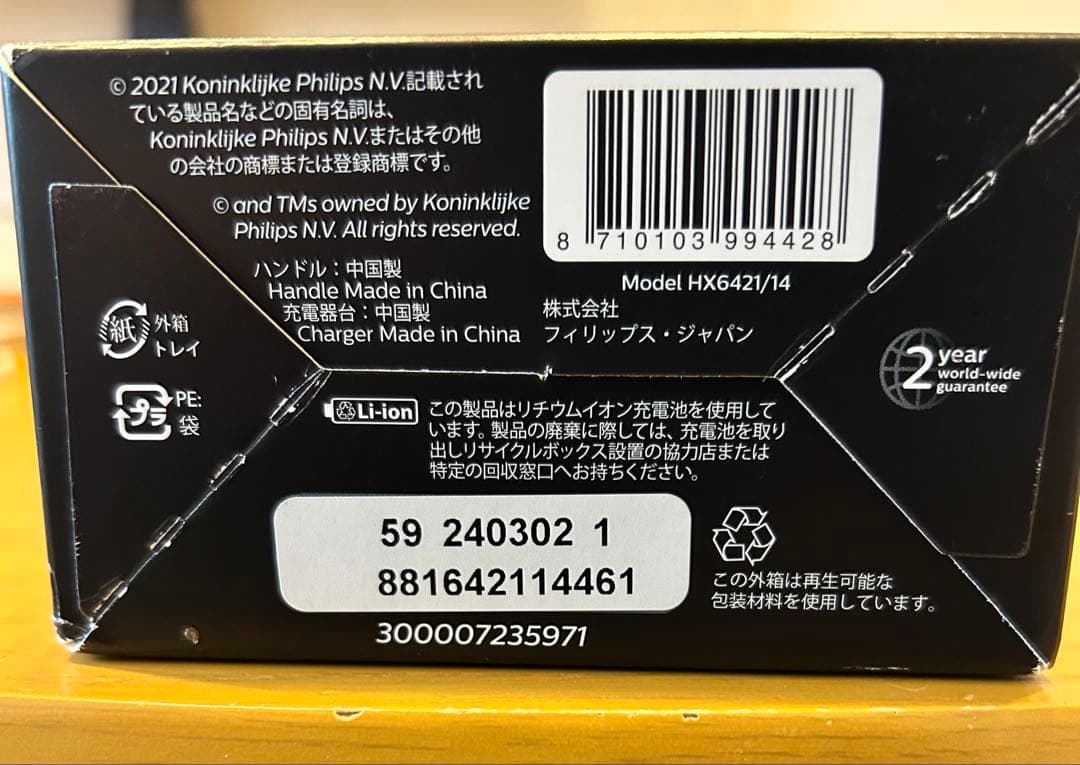 © 2021 Koninklijke Philips N.V.記載され
ている製品名などの固有名詞は、
Koninklijke Philips N.V.またはその他
の会社の商標または登録商標です。
© and TMs owned by Koninklijke
Philips N.V. All rights reserved.
ハンドル：中国製
Handle Made in China
充電器台：中国製
Charger Made in China
8 710103 994428
Model HX6421/14
株式会社
フィリップス・ジャパン
紙
外箱
トレイ
プラ
PE:
袋
2 year
world-wide
guarantee
Li-ion
この製品はリチウムイオン充電池を使用して
います。製品の廃棄に際しては、充電池を取り
出しリサイクルボックス設置の協力店または
特定の回収窓口へお持ちください。
59 240302 1
881642114461
300007235971
この外箱は再生可能な
包装材料を使用しています。